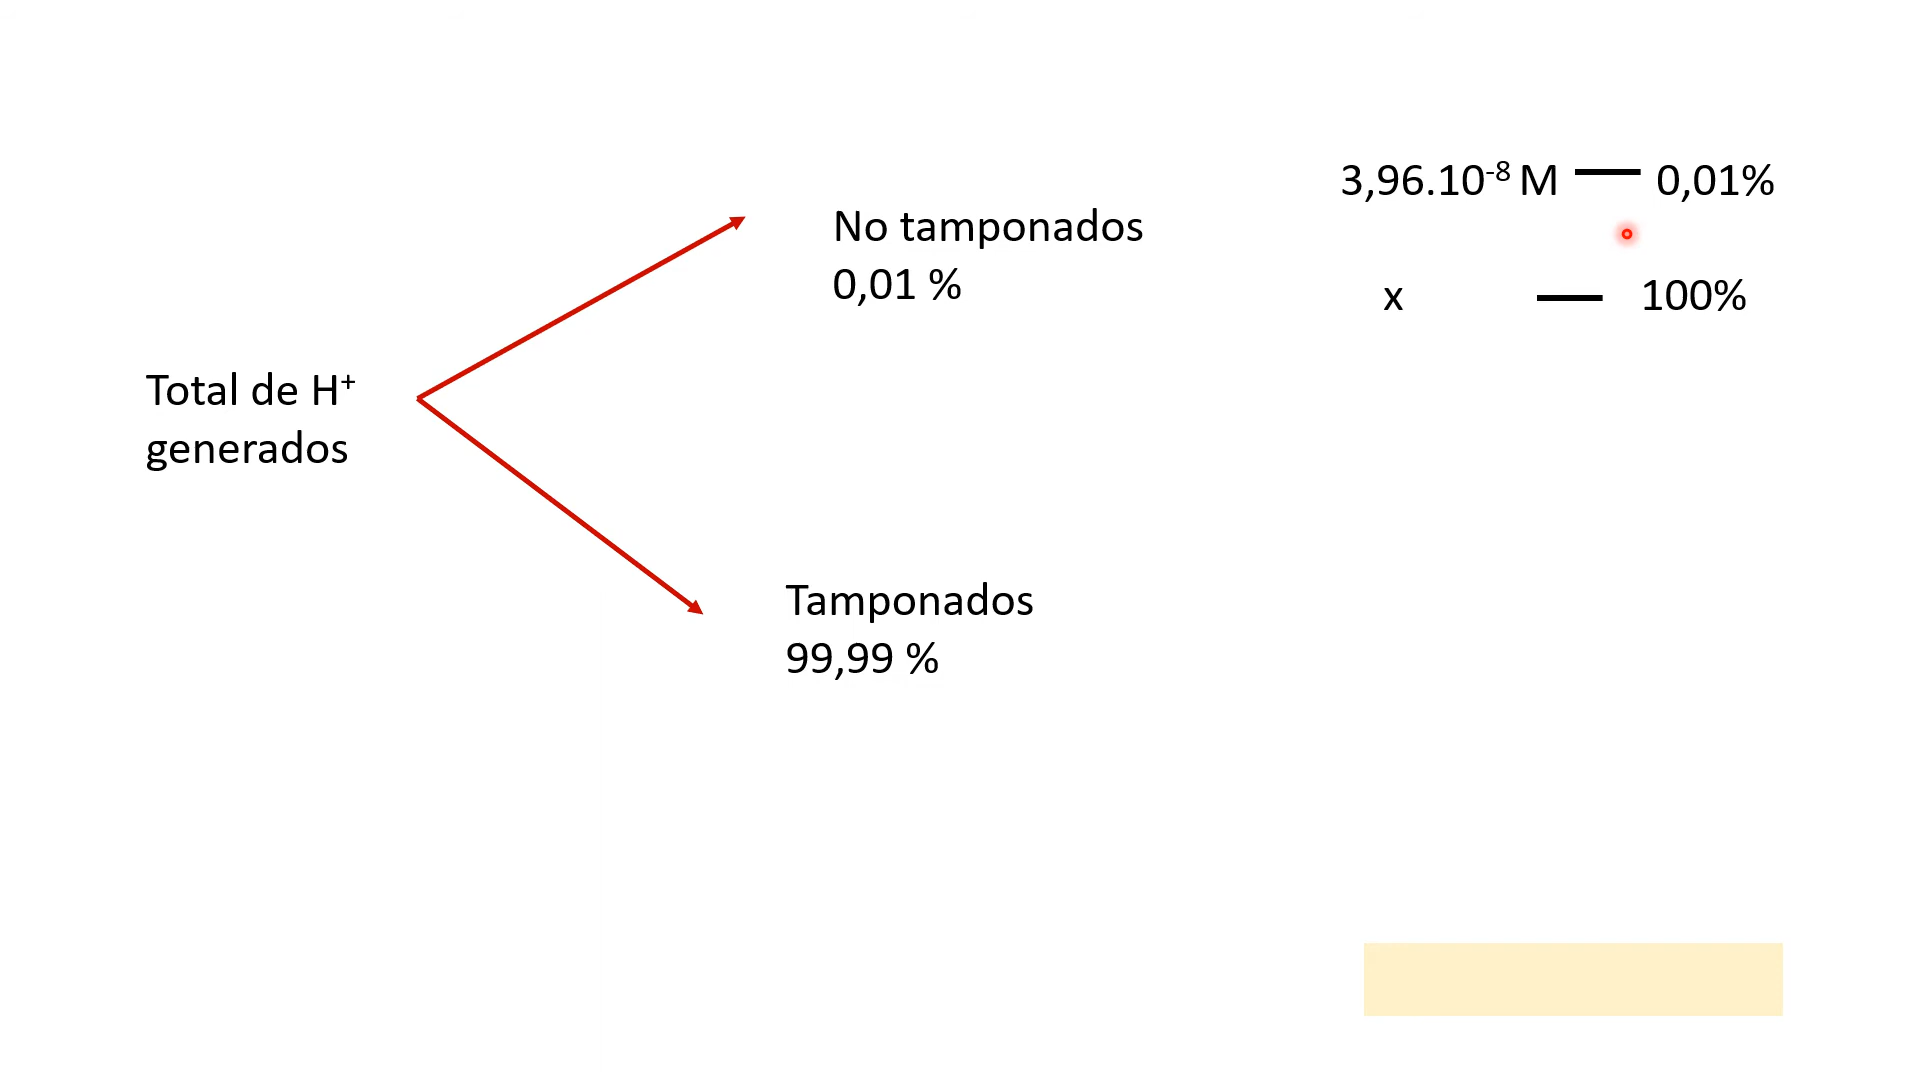 Total de H⁺
generados
No tamponados
0,01 %
Tamponados
99,99 %
3,96.10⁻⁸ M — 0,01%
x — 100%